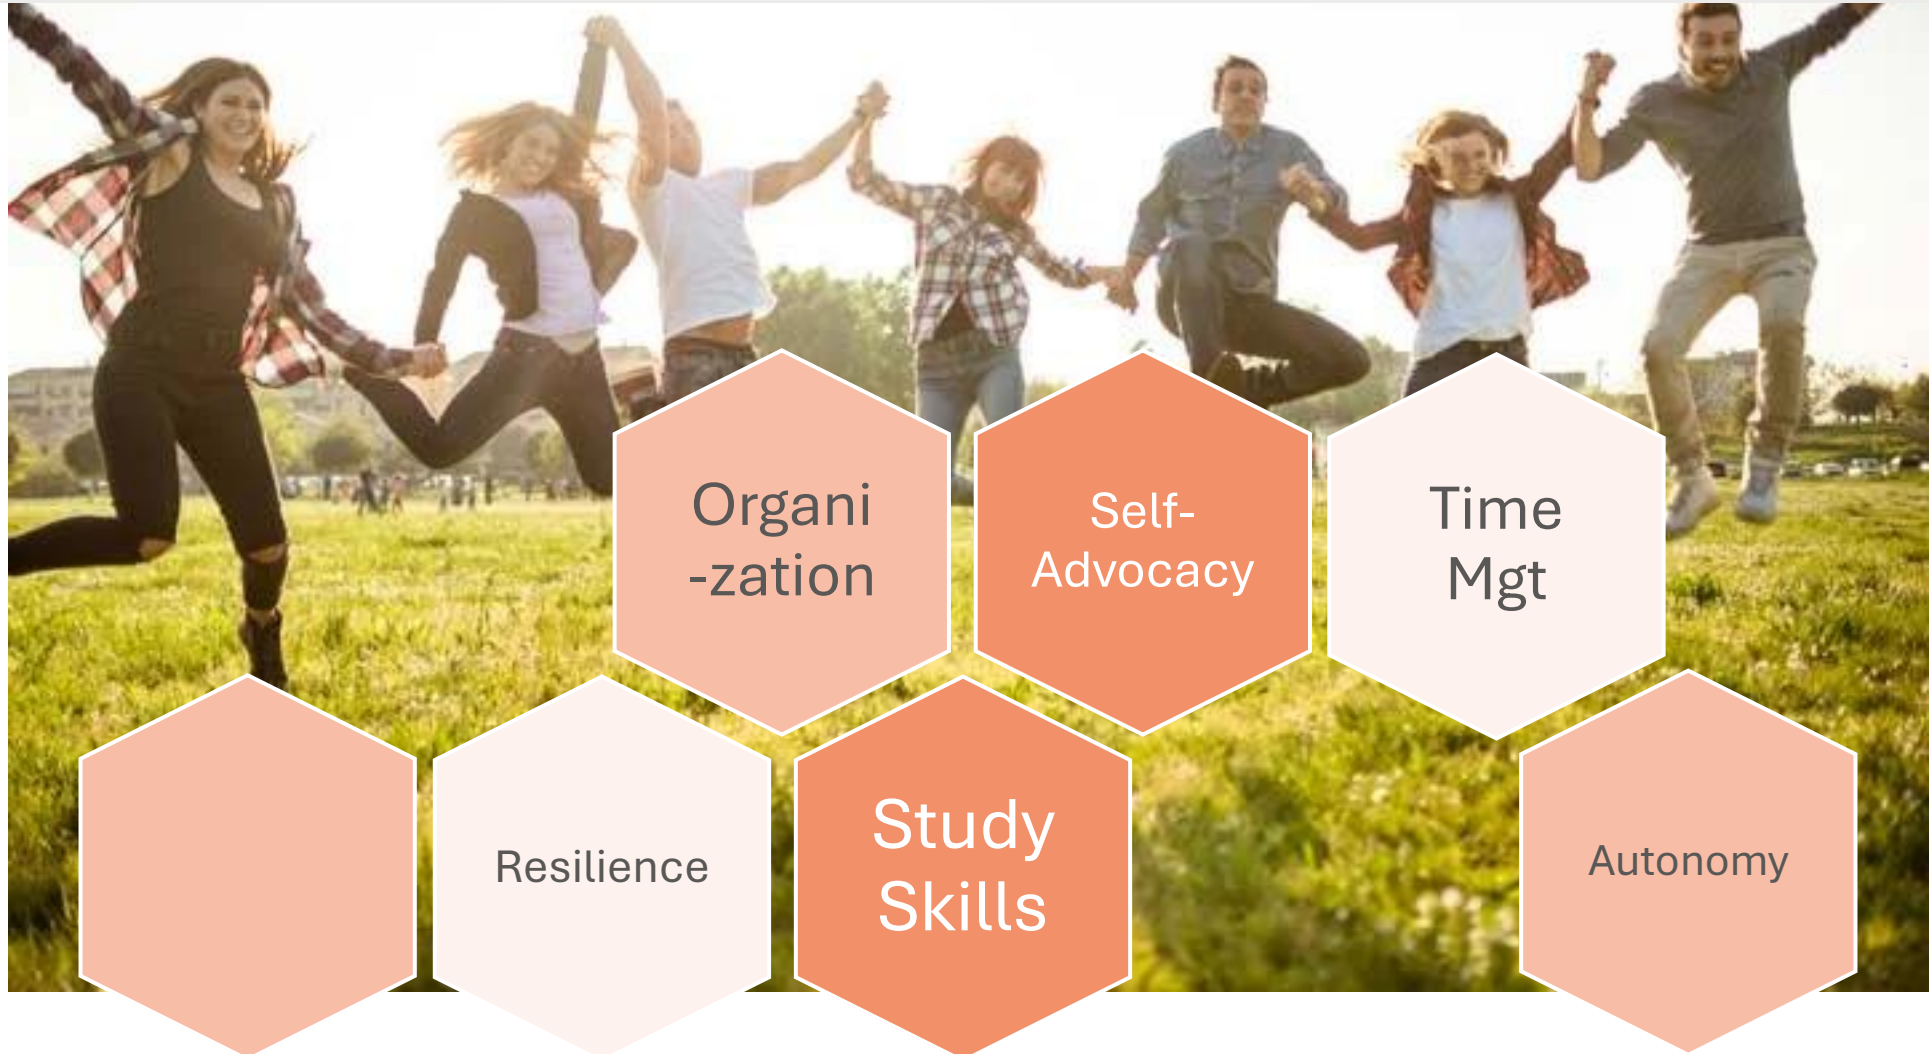 Organi
-zation
Self-
Advocacy
Time
Mgt
Resilience
Study
Skills
Autonomy